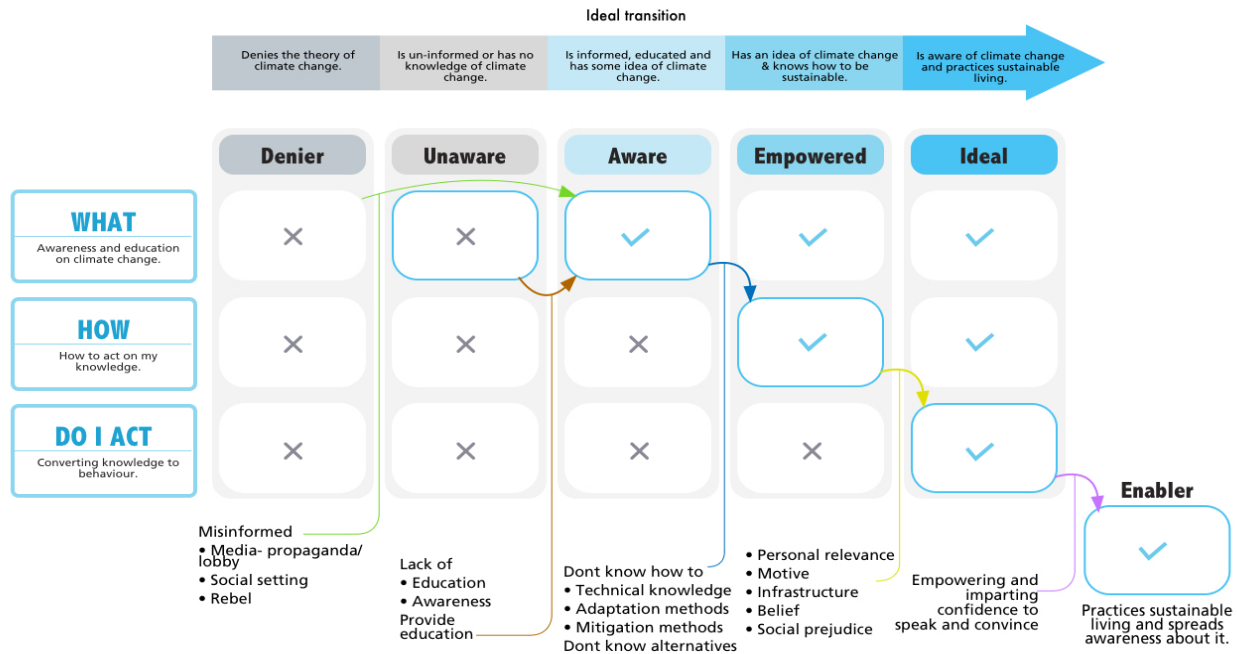 Ideal transition
Denies the theory of
climate change.
Is un-informed or has no
knowledge of climate
change.
Is informed, educated and
has some idea of climate
change.
Has an idea of climate change
& knows how to be
sustainable.
Is aware of climate change
and practices sustainable
living.
Denier
Unaware
Aware
Empowered
Ideal
WHAT
Awareness and education
on climate change.
HOW
How to act on my
knowledge.
DO I ACT
Converting knowledge to
behaviour.
Misinformed
• Media- propaganda/
lobby
• Social setting
• Rebel
Lack of
• Education
• Awareness
Provide
education
Dont know how to
• Technical knowledge
• Adaptation methods
• Mitigation methods
Dont know alternatives
• Personal relevance
• Motive
• Infrastructure
• Belief
• Social prejudice
Empowering and
imparting
confidence to
speak and convince
Enabler
Practices sustainable
living and spreads
awareness about it.